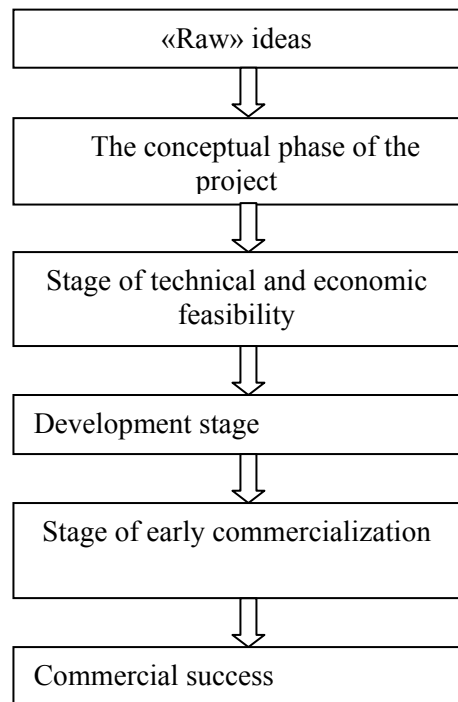 «Raw» ideas
The conceptual phase of the
project
Stage of technical and economic
feasibility
Development stage
Stage of early commercialization
Commercial success